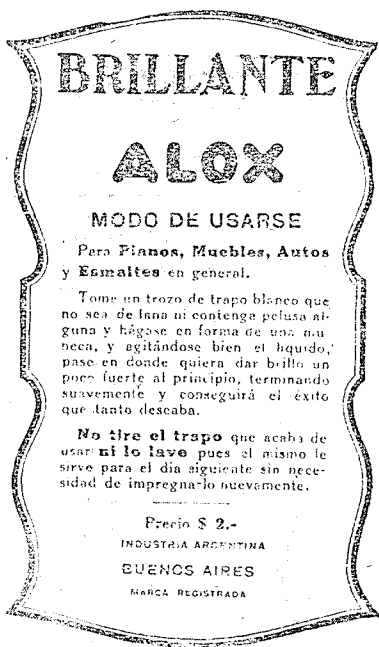 BRILLANTE
ALOX
MODO DE USARSE
Para Pianos, Muebles, Autos
y Esmaltes en general.
Tome un trozo de trapo blanco que
no sea de lana ni contenga pelusa al-
guna y hágase en forma de una mu-
ñeca, y agitándose bien el líquido,
pase en donde quiera dar brillo un
poco fuerte al principio, terminando
suavemente y conseguirá el éxito
que tanto deseaba.
No tire el trapo que acaba de
usar ni lo lave pues el mismo le
sirve para el día siguiente sin nece-
sidad de impregnarlo nuevamente.
Precio $ 2.-
INDUSTRIA ARGENTINA
BUENOS AIRES
MARCA REGISTRADA